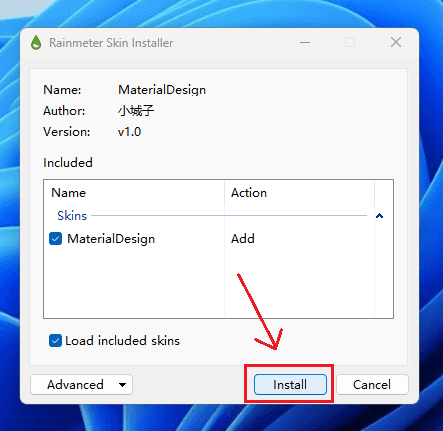 Rainmeter Skin Installer
Name: MaterialDesign
Author: 小城子
Version: v1.0
Included
Name Action
Skins
MaterialDesign Add
Load included skins
Advanced Install Cancel